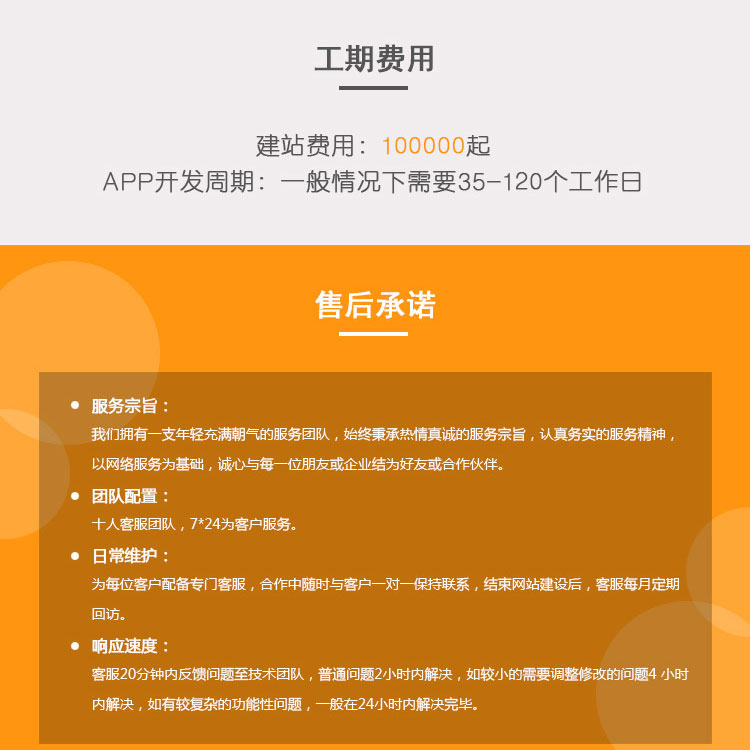 工期费用
建站费用：100000起
APP开发周期：一般情况下需要35-120个工作日
售后承诺
服务宗旨：
我们拥有一支年轻充满朝气的服务团队，始终秉承热情真诚的服务宗旨，认真务实的服务精神，
以网络服务为基础，诚心与每一位朋友或企业结为好友或合作伙伴。
团队配置：
十人客服团队，7*24为客户服务。
日常维护：
为每位客户配备专门客服，合作中随时与客户一对一保持联系，结束网站建设后，客服每月定期
回访。
响应速度：
客服20分钟内反馈问题至技术团队，普通问题2小时内解决，如较小的需要调整修改的问题4 小时
内解决，如有较复杂的功能性问题，一般在24小时内解决完毕。